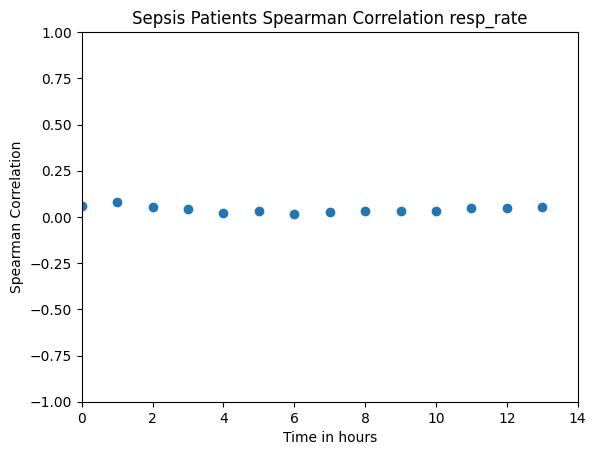 Sepsis Patients Spearman Correlation resp_rate
1.00
0.75
0.50
0.25
0.00
−0.25
−0.50
−0.75
−1.00
Spearman Correlation
0 2 4 6 8 10 12 14
Time in hours